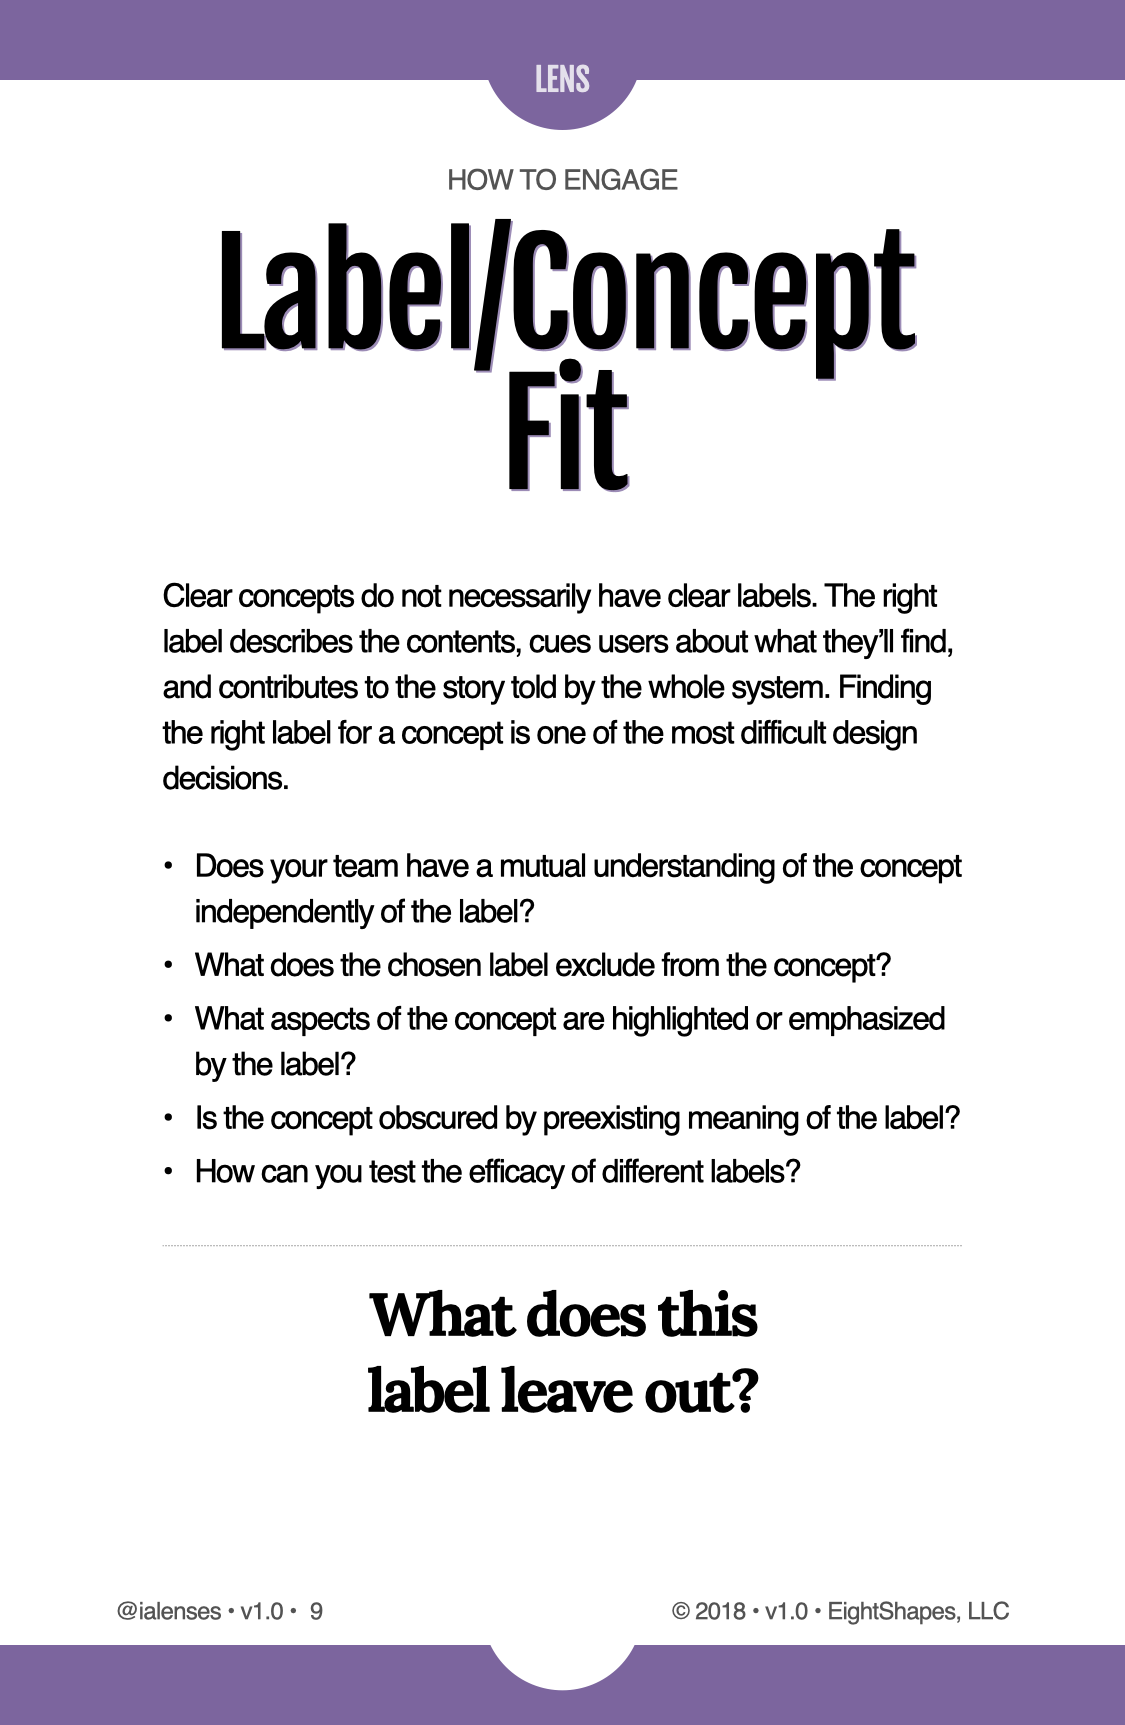 LENS
HOW TO ENGAGE
Label/Concept
Fit
Clear concepts do not necessarily have clear labels. The right
label describes the contents, cues users about what they’ll find,
and contributes to the story told by the whole system. Finding
the right label for a concept is one of the most difficult design
decisions.
• Does your team have a mutual understanding of the concept
independently of the label?
• What does the chosen label exclude from the concept?
• What aspects of the concept are highlighted or emphasized
by the label?
• Is the concept obscured by preexisting meaning of the label?
• How can you test the efficacy of different labels?
What does this
label leave out?
@ialenses • v1.0 • 9
© 2018 • v1.0 • EightShapes, LLC